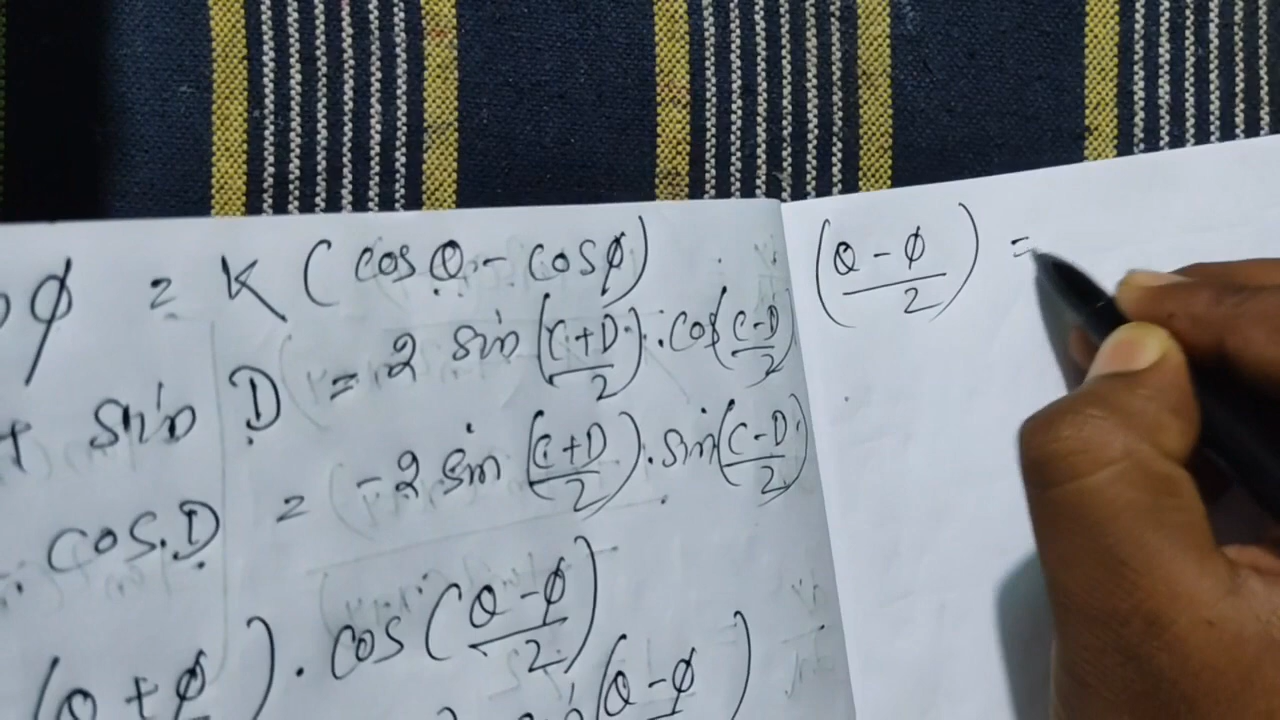 φ = K (cos θ - cos φ)
+ sin D = 2 sin (C+D/2) . cos (C-D/2)
cos D = -2 sin (C+D/2) . sin (C-D/2)
(θ + φ) . cos (θ-φ/2)
(θ-φ)
(θ-φ/2) =